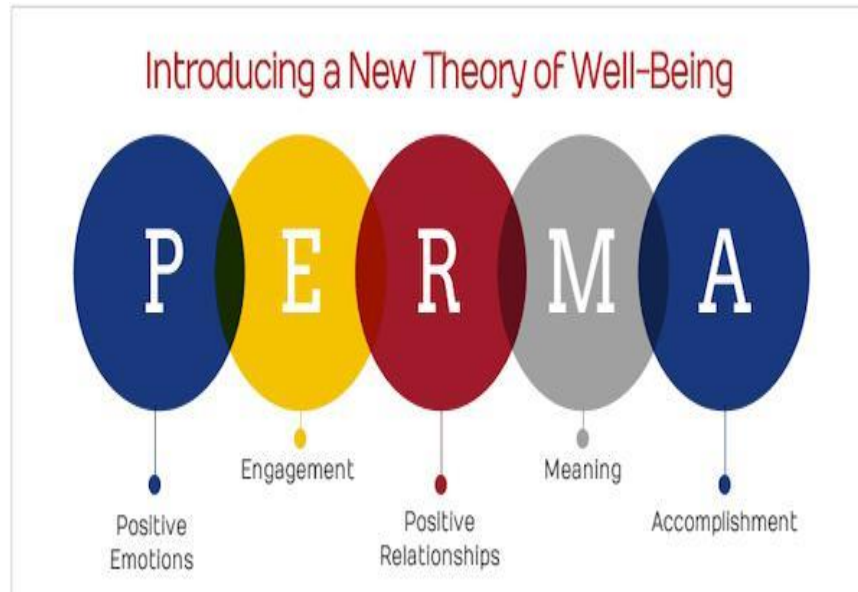 Introducing a New Theory of Well-Being
P E R M A
Positive
Emotions
Engagement
Positive
Relationships
Meaning
Accomplishment